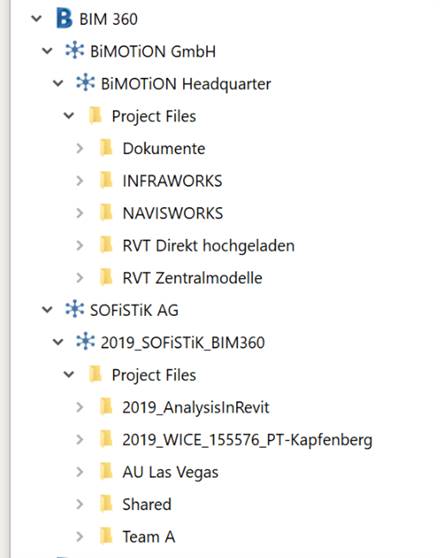 BIM 360
BiMOTiON GmbH
BiMOTiON Headquarter
Project Files
Dokumente
INFRAWORKS
NAVISWORKS
RVT Direkt hochgeladen
RVT Zentralmodelle
SOFiSTiK AG
2019_SOFiSTiK_BIM360
Project Files
2019_AnalysisInRevit
2019_WICE_155576_PT-Kapfenberg
AU Las Vegas
Shared
Team A